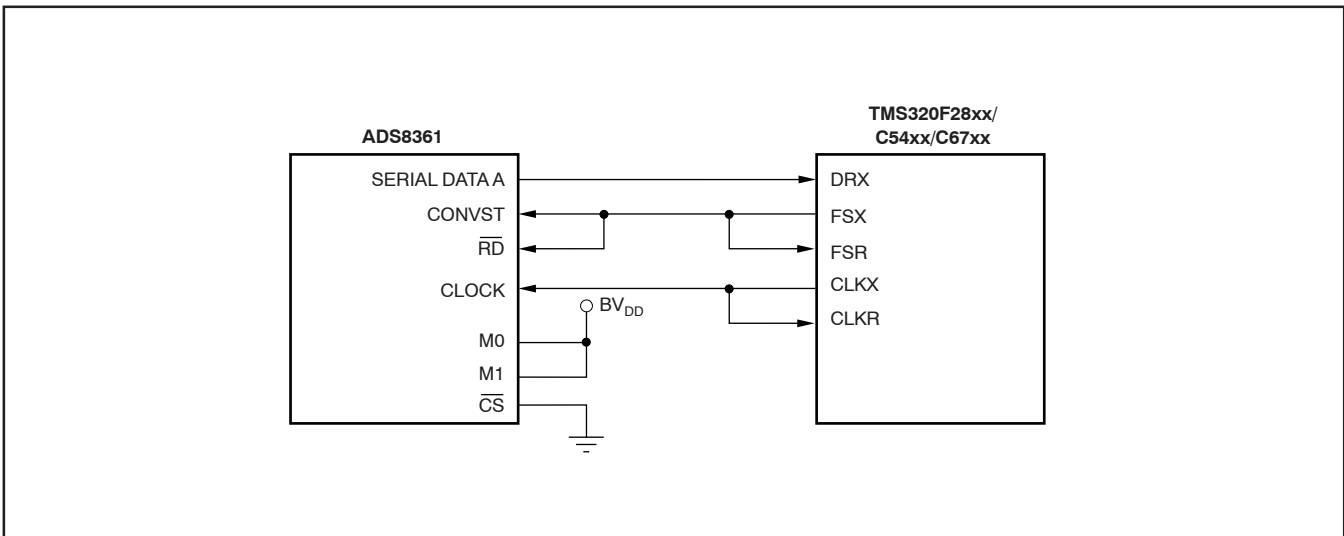 ADS8361
TMS320F28xx/
C54xx/C67xx
SERIAL DATA A
DRX
CONVST
FSX
RD
FSR
CLOCK
CLKX
BVDD
CLKR
M0
M1
CS